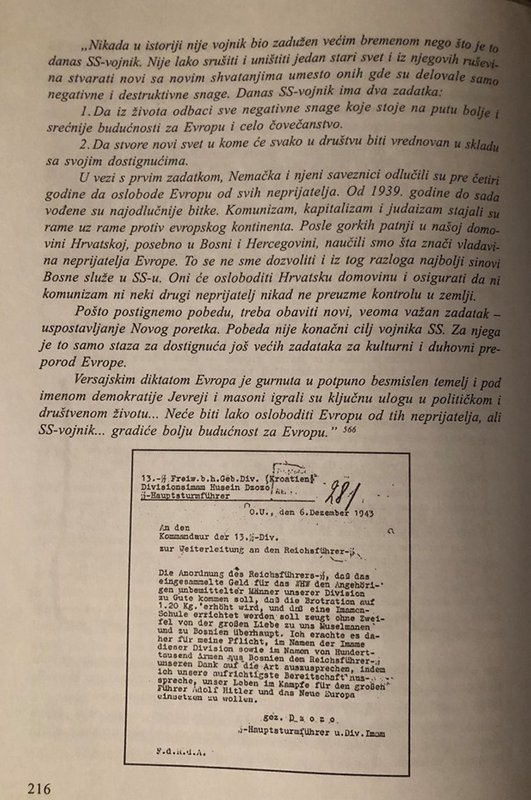 „Nikada u istoriji nije vojnik bio zadužen većim bremenom nego što je to
danas SS-vojnik. Nije lako srušiti i uništiti jedan stari svet i iz njegovih ruševi-
na stvarati novi sa novim shvatanjima umesto onih gde su delovale samo
negativne i destruktivne snage. Danas SS-vojnik ima dva zadatka:
1. Da iz života odbaci sve negativne snage koje stoje na putu bolje i
srećnije budućnosti za Evropu i celo čovečanstvo.
2. Da stvore novi svet u kome će svako u društvu biti vrednovan u skladu
sa svojim dostignućima.
U vezi s prvim zadatkom, Nemačka i njeni saveznici odlučili su pre četiri
godine da oslobode Evropu od svih neprijatelja. Od 1939. godine do sada
vođene su najodlučnije bitke. Komunizam, kapitalizam i judaizam stajali su
rame uz rame protiv evropskog kontinenta. Posle gorkih patnji u našoj domo-
vini Hrvatskoj, posebno u Bosni i Hercegovini, naučili smo šta znači vladavi-
na neprijatelja Evrope. To se ne sme dozvoliti i iz tog razloga najbolji sinovi
Bosne služe u SS-u. Oni će osloboditi Hrvatsku domovinu i osigurati da ni
komunizam ni neki drugi neprijatelj nikad ne preuzme kontrolu u zemlji.
Pošto postignemo pobedu, treba obaviti novi, veoma važan zadatak –
uspostavljanje Novog poretka. Pobeda nije konačni cilj vojnika SS. Za njega
je to samo staza za dostignuća još većih zadataka za kulturni i duhovni pre-
porod Evrope.
Versajskim diktatom Evropa je gurnuta u potpuno besmislen temelj i pod
imenom demokratije Jevreji i masoni igrali su ključnu ulogu u političkom i
društvenom životu... Neće biti lako osloboditi Evropu od tih neprijatelja, ali
SS-vojnik... gradiće bolju budućnost za Evropu.” 566
13.-SS Freiw.b.h.Geb.Div. (Kroatien)
Divisionsimam Husein Dzozo
SS-Hauptsturmführer
281
O.U., den 6.Dezember 1943
An den
Kommandeur der 13.SS-Div.
zur Weiterleitung an den Reichsführer-SS.
Die Anordnung des Reichsführers-SS, daß das
eingesammelte Geld für das WHW den Angehöri-
gen unbemittelter Männer unserer Division
zu Gute kommen soll, daß die Brotration auf
1.20 Kg. erhöht wird, und daß eine Imamen-
Schule errichtet werden soll zeugt ohne Zwei-
fel von der großen Liebe zu uns Muselmanen
und zu Bosnien überhaupt. Ich erachte es da-
her für meine Pflicht, im Namen der Imame
dieser Division sowie im Namen von Hundert-
tausend Armen aus Bosnien dem Reichsführer-SS
unseren Dank auf die Art auszusprechen, indem
ich unsere aufrichtigste Bereitschaft aus-
spreche, unser Leben im Kampfe für den großen
Führer Adolf Hitler und das Neue Europa
einsetzen zu wollen.
gez. D z o z o
SS-Hauptsturmführer u.Div.Imam
F.d.R.d.A.
216